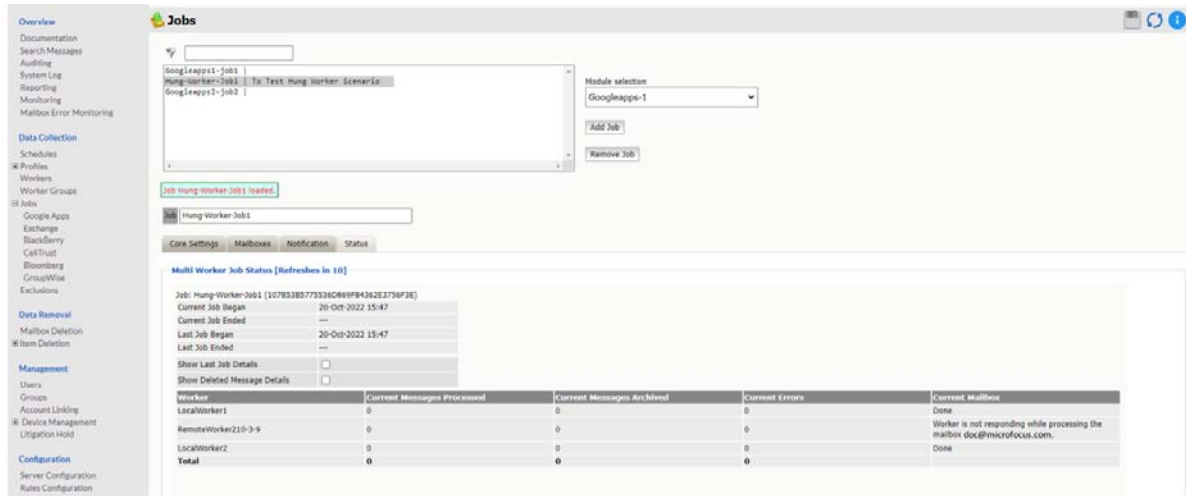 Overview
Documentation
Search Messages
Auditing
System Log
Reporting
Monitoring
Mailbox Error Monitoring
Data Collection
Schedules
Profiles
Workers
Worker Groups
Jobs
Google Apps
Exchange
BlackBerry
CellTrust
Bloomberg
GroupWise
Exclusions
Data Removal
Mailbox Deletion
Item Deletion
Management
Users
Groups
Account Linking
Device Management
Litigation Hold
Configuration
Server Configuration
Rules Configuration
Jobs
Googleapps1-job1 |
Hung-Worker-Job1 | To Test Hung Worker Scenario
Googleapps2-job2 |
Module selection
Googleapps-1
Add Job
Remove Job
Job Hung-Worker-Job1 loaded.
Job Hung-Worker-Job1
Core Settings Mailboxes Notification Status
Multi Worker Job Status [Refreshes in 10]
Job: Hung-Worker-Job1
Current Job Began 20-Oct-2022 15:47
Current Job Ended ---
Last Job Began 20-Oct-2022 15:47
Last Job Ended ---
Show Last Job Details
Show Deleted Message Details
Worker Current Messages Processed Current Messages Archived Current Errors Current Mailbox
LocalWorker1 0 0 0 Done
RemoteWorker210-3-9 0 0 0 Worker is not responding while processing the
mailbox doc@microfocus.com.
LocalWorker2 0 0 0 Done
Total 0 0 0